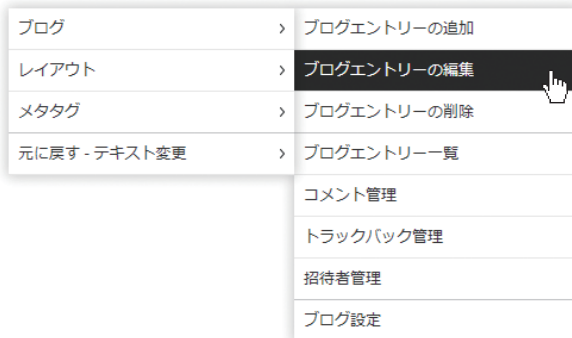 ブログ
レイアウト
メタタグ
元に戻す - テキスト変更
ブログエントリーの追加
ブログエントリーの編集
ブログエントリーの削除
ブログエントリー一覧
コメント管理
トラックバック管理
招待者管理
ブログ設定